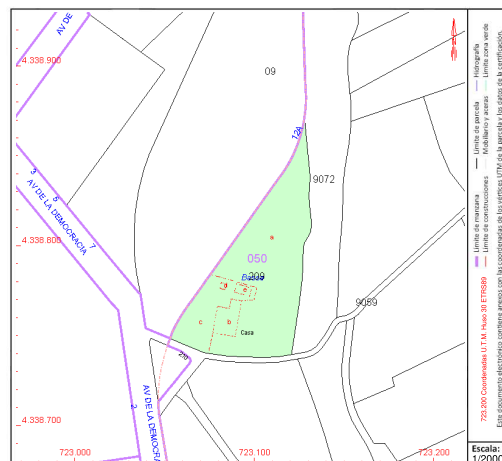 AV DE
4.338.900
09
12A
9072
3
5
7
AV DE LA DEMOCRACIA
4.338.800
a
050
209
d
e
c
b
Casa
9059
2/0
2
AV DE LA DEMOCRA
4.338.700
723.000
723.100
723.200
Límite de manzana
Límite de parcela
Hidrografía
723.200 Coordenadas U.T.M. Huso 30 ETRS89
Límite de construcciones
Mobiliario y aceras
Límite zona verde
Este documento electrónico contiene anexos con las coordenadas de los vértices UTM de la parcela y los datos de la certificación.
Escala:
1/2000